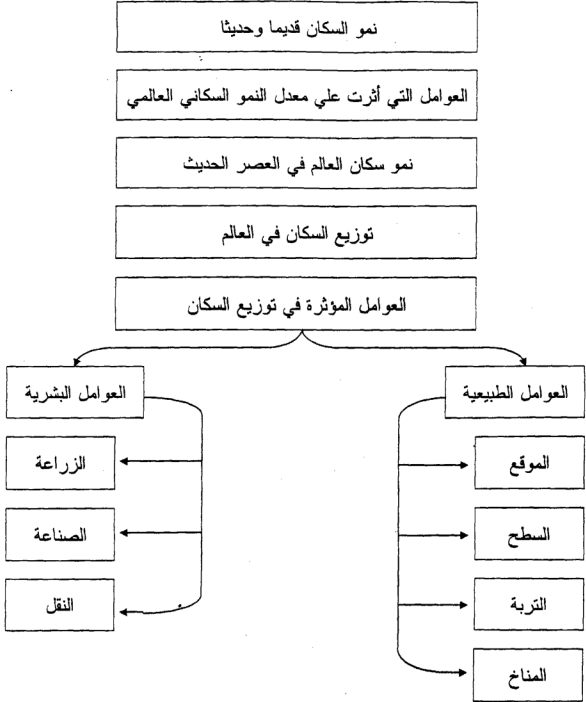 نمو السكان قديما وحديثا
العوامل التي أثرت علي معدل النمو السكاني العالمي
نمو سكان العالم في العصر الحديث
توزيع السكان في العالم
العوامل المؤثرة في توزيع السكان
العوامل الطبيعية
العوامل البشرية
الموقع
السطح
التربة
المناخ
الزراعة
الصناعة
النقل